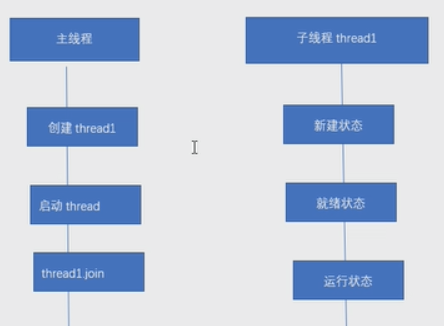 主线程
创建 thread1
启动 thread
thread1.join
子线程 thread1
新建状态
就绪状态
运行状态